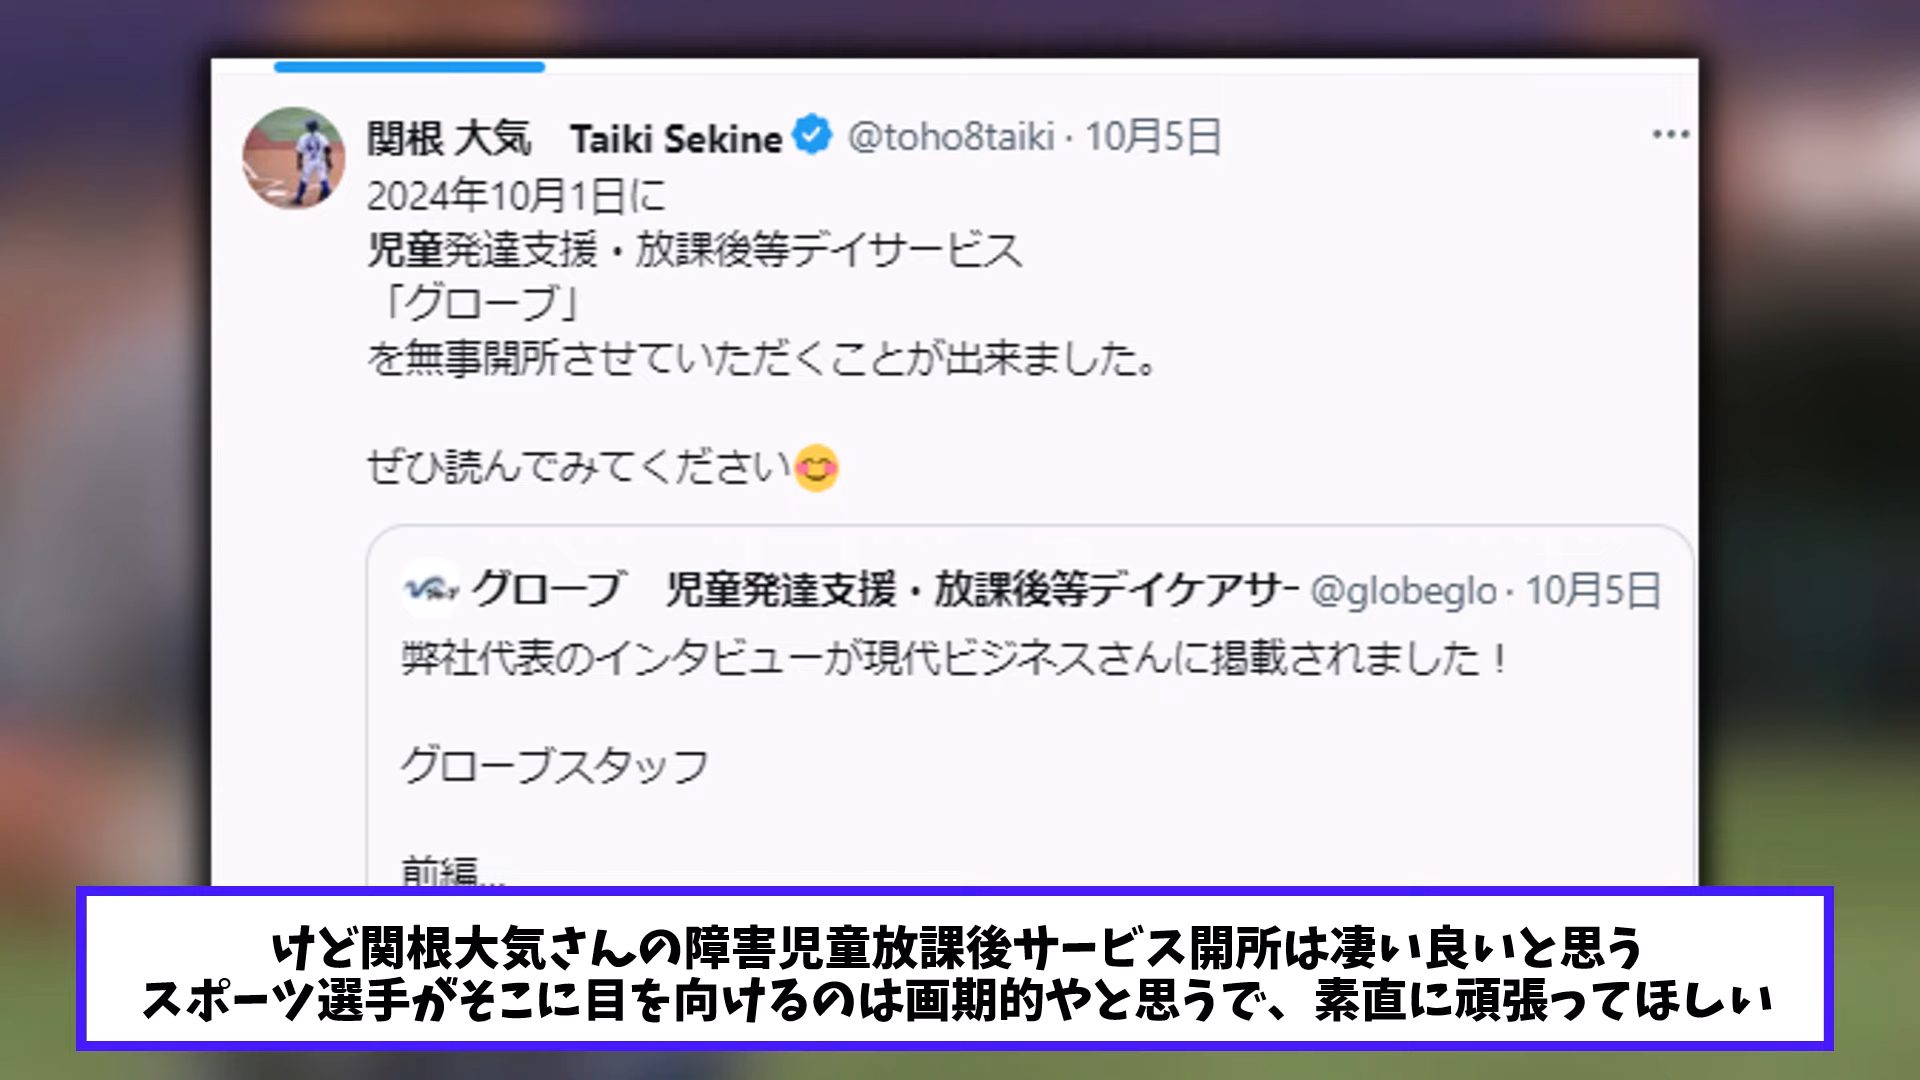 関根 大気　Taiki Sekine @toho8taiki · 10月5日
2024年10月1日に
児童発達支援・放課後等デイサービス
「グローブ」
を無事開所させていただくことが出来ました。
ぜひ読んでみてください😊
グローブ　児童発達支援・放課後等デイケアサー @globeglo · 10月5日
弊社代表のインタビューが現代ビジネスさんに掲載されました！
グローブスタッフ
前編...
けど関根大気さんの障害児童放課後サービス開所は凄い良いと思う
スポーツ選手がそこに目を向けるのは画期的やと思うで、素直に頑張ってほしい